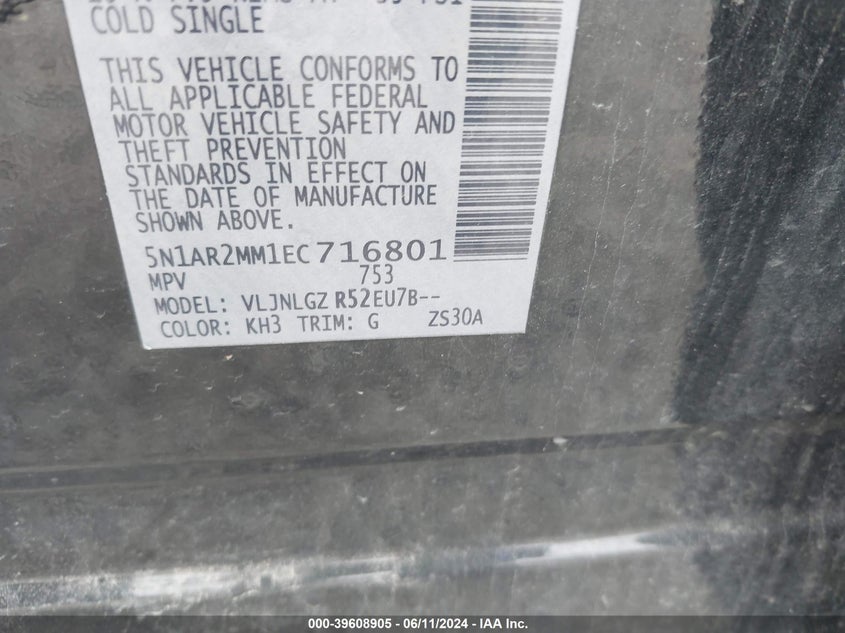 COLD SINGLE
THIS VEHICLE CONFORMS TO
ALL APPLICABLE FEDERAL
MOTOR VEHICLE SAFETY AND
THEFT PREVENTION
STANDARDS IN EFFECT ON
THE DATE OF MANUFACTURE
SHOWN ABOVE.
5N1AR2MM1EC716801
MPV 753
MODEL: VLJNLGZ R52EU7B--
COLOR: KH3 TRIM: G ZS30A
000-39608905 - 06/11/2024 - IAA Inc.